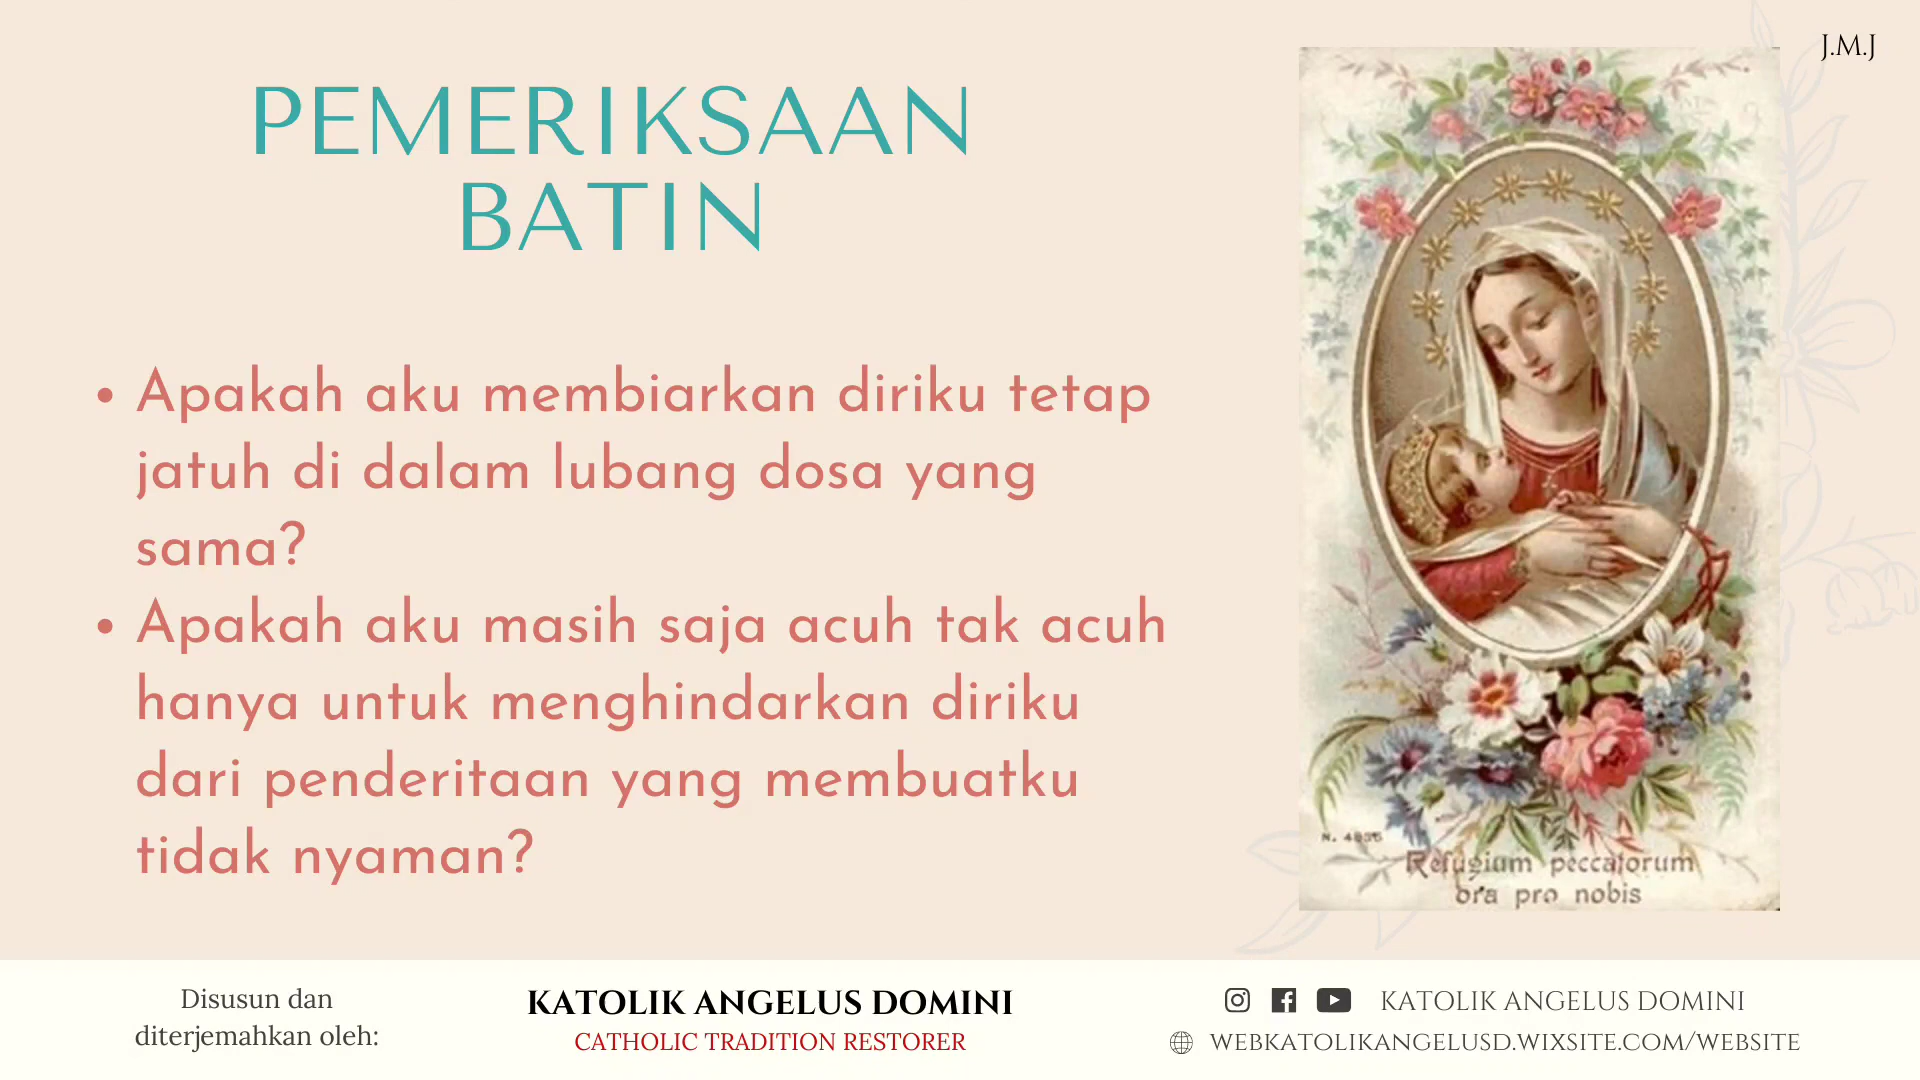 J.M.J
PEMERIKSAAN
BATIN
• Apakah aku membiarkan diriku tetap
jatuh di dalam lubang dosa yang
sama?
• Apakah aku masih saja acuh tak acuh
hanya untuk menghindarkan diriku
dari penderitaan yang membuatku
tidak nyaman?
N. 4935
Refugium peccatorum
ora pro nobis
Disusun dan
diterjemahkan oleh:
KATOLIK ANGELUS DOMINI
CATHOLIC TRADITION RESTORER
KATOLIK ANGELUS DOMINI
WEBKATOLIKANGELUSD.WIXSITE.COM/WEBSITE